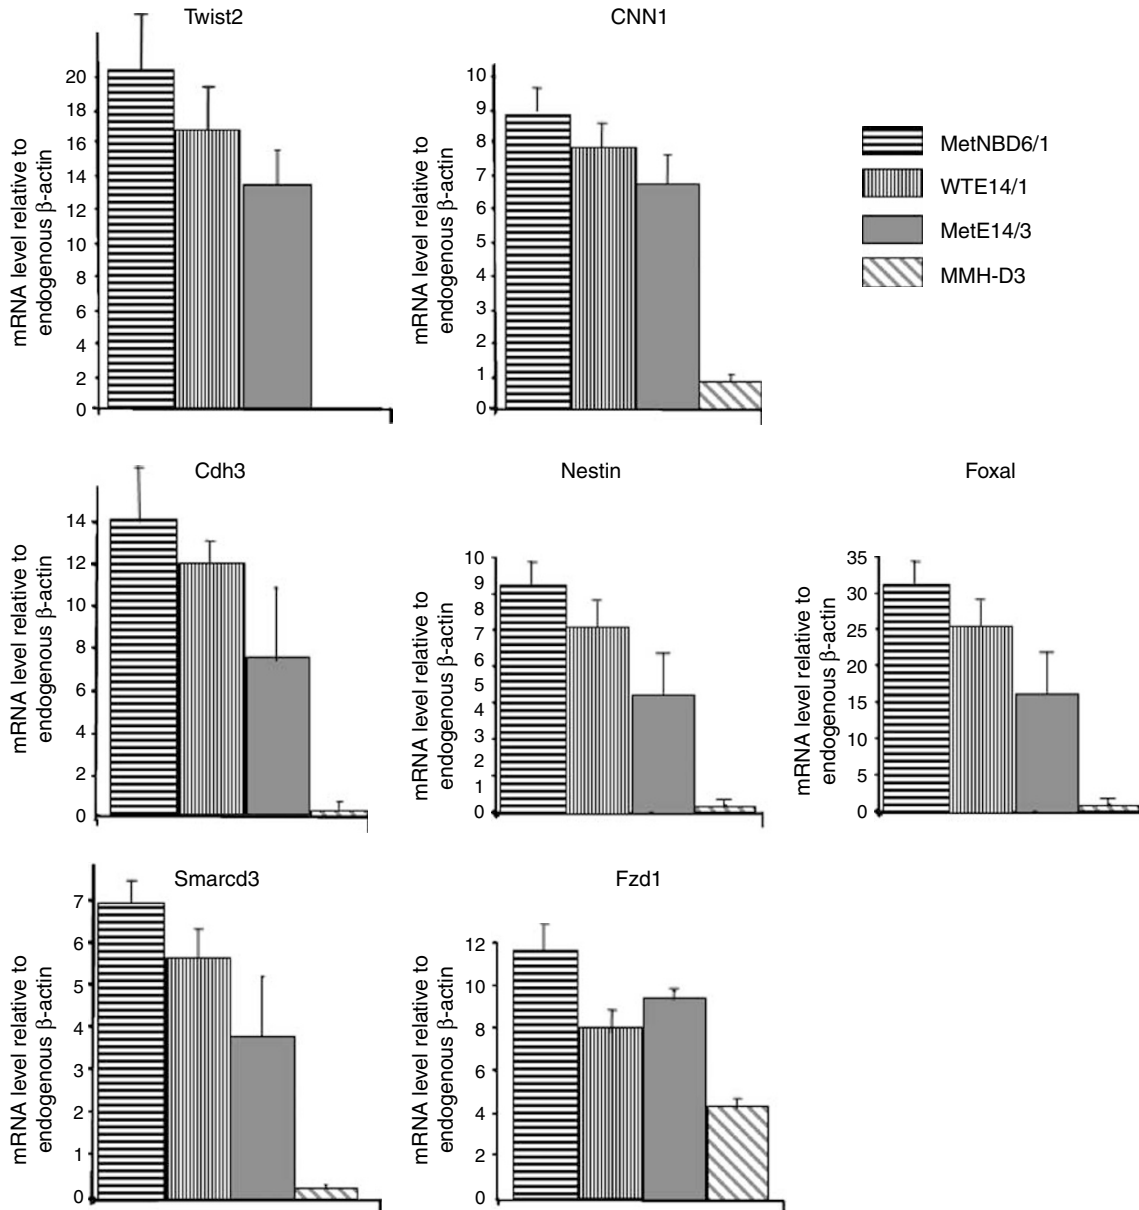 Twist2
mRNA level relative to
endogenous β-actin
20
18
16
14
12
10
8
6
4
2
0
CNN1
mRNA level relative to
endogenous β-actin
10
9
8
7
6
5
4
3
2
1
0
MetNBD6/1
WTE14/1
MetE14/3
MMH-D3
Cdh3
mRNA level relative to
endogenous β-actin
14
12
10
8
6
4
2
0
Nestin
mRNA level relative to
endogenous β-actin
10
9
8
7
6
5
4
3
2
1
0
Foxal
mRNA level relative to
endogenous β-actin
35
30
25
20
15
10
5
0
Smarcd3
mRNA level relative to
endogenous β-actin
7
6
5
4
3
2
1
0
Fzd1
mRNA level relative to
endogenous β-actin
12
10
8
6
4
2
0